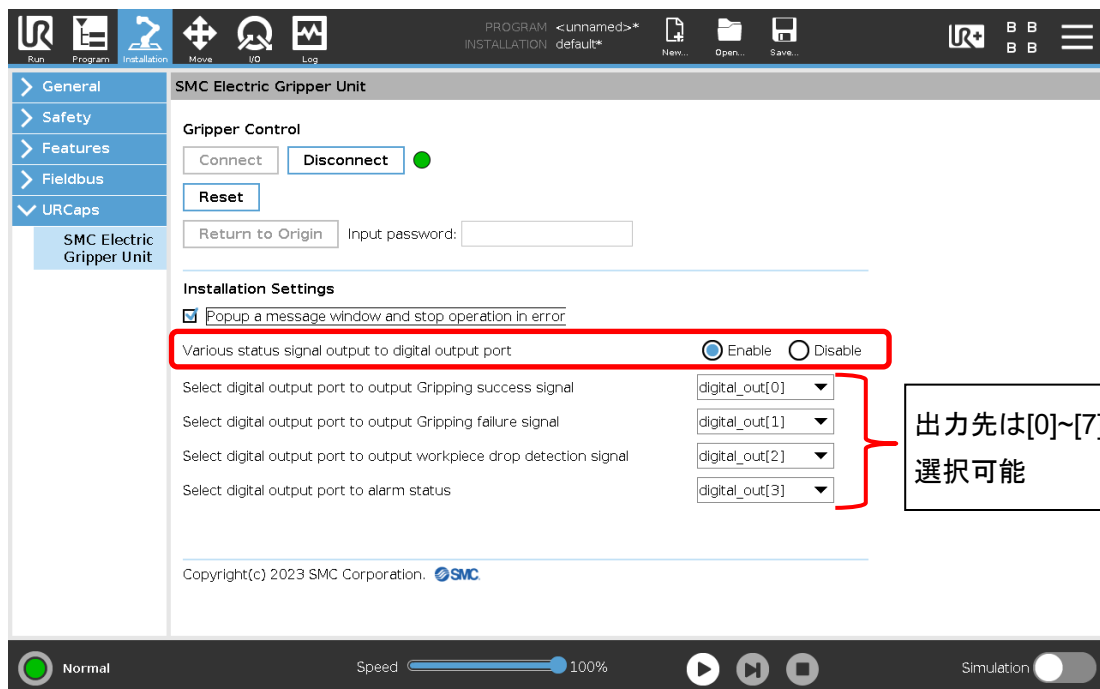 PROGRAM <unnamed>*
INSTALLATION default*
Run
Program
Installation
Move
I/O
Log
New...
Open...
Save...
UR
UR+
B B
B B
General
Safety
Features
Fieldbus
URCaps
SMC Electric
Gripper Unit
SMC Electric Gripper Unit
Gripper Control
Connect
Disconnect
Reset
Return to Origin
Input password:
Installation Settings
Popup a message window and stop operation in error
Various status signal output to digital output port
Enable
Disable
Select digital output port to output Gripping success signal
digital_out[0]
Select digital output port to output Gripping failure signal
digital_out[1]
Select digital output port to output workpiece drop detection signal
digital_out[2]
Select digital output port to alarm status
digital_out[3]
出力先は[0]~[7]
選択可能
Copyright(c) 2023 SMC Corporation. SMC.
Normal
Speed
100%
Simulation